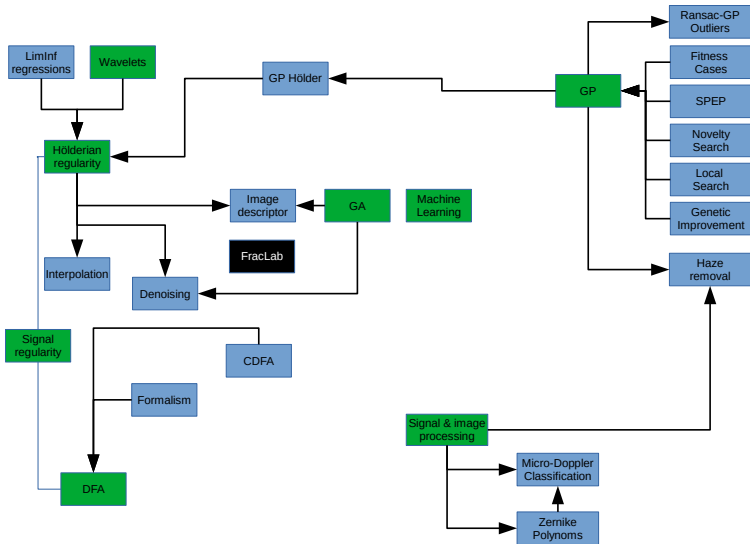 Ransac-GP
Outliers
LimInf
regressions
Wavelets
Fitness
Cases
GP Hölder
GP
SPEP
Novelty
Search
Hölderian
regularity
Local
Search
Image
descriptor
GA
Machine
Learning
Genetic
Improvement
FracLab
Interpolation
Haze
removal
Denoising
Signal
regularity
CDFA
Formalism
Signal & image
processing
Micro-Doppler
Classification
DFA
Zernike
Polynoms